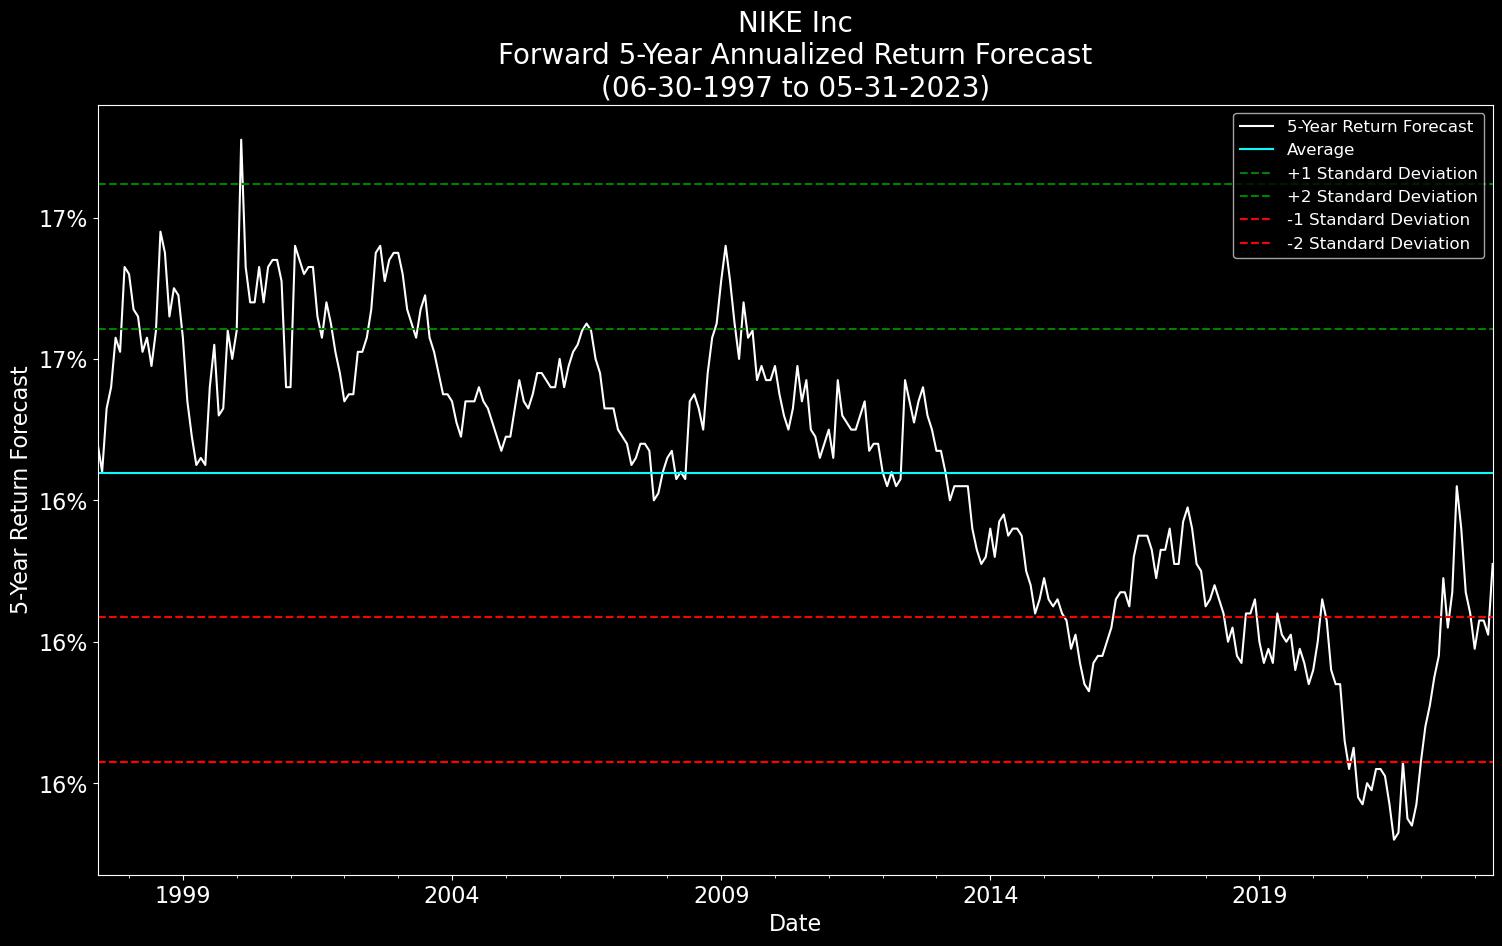 NIKE Inc
Forward 5-Year Annualized Return Forecast
(06-30-1997 to 05-31-2023)
5-Year Return Forecast
Average
+1 Standard Deviation
+2 Standard Deviation
-1 Standard Deviation
-2 Standard Deviation
17%
17%
16%
16%
16%
5-Year Return Forecast
1999
2004
2009
2014
2019
Date